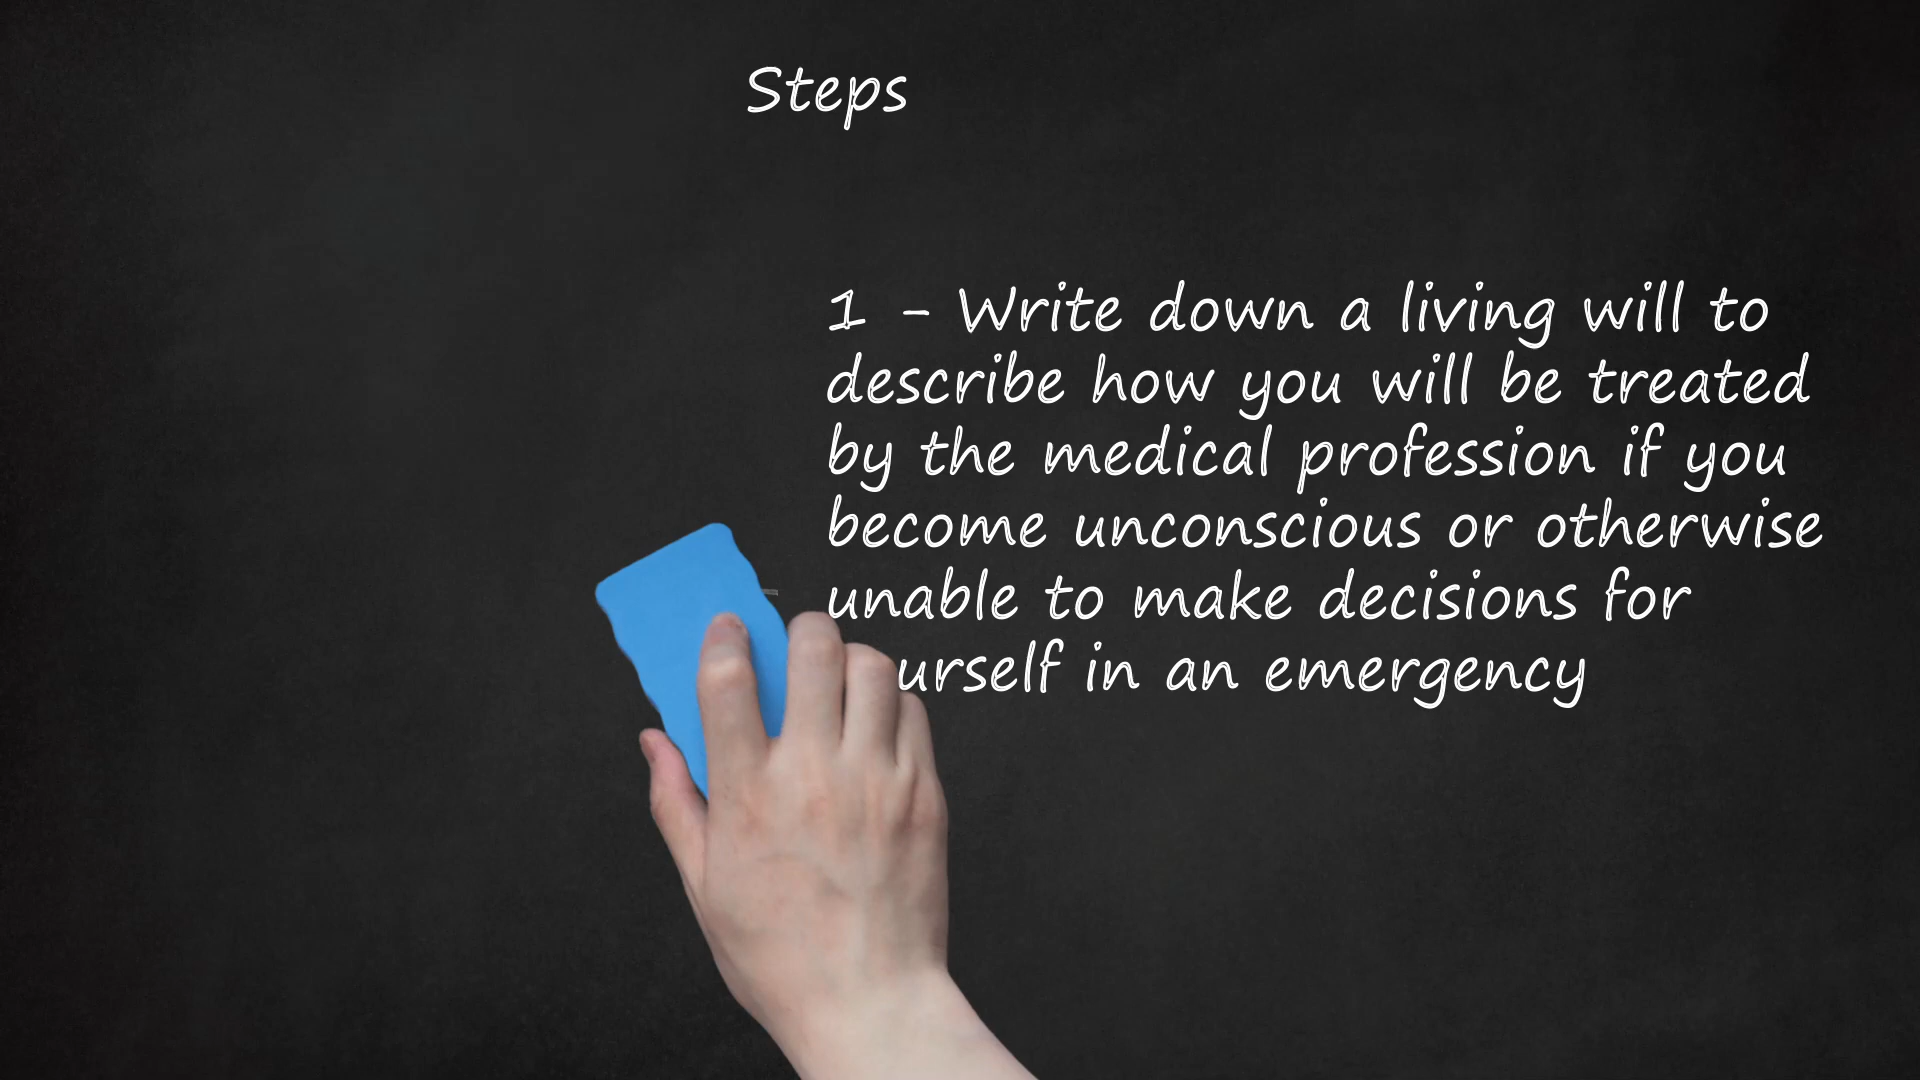 Steps
1 - Write down a living will to
describe how you will be treated
by the medical profession if you
become unconscious or otherwise
unable to make decisions for
urself in an emergency